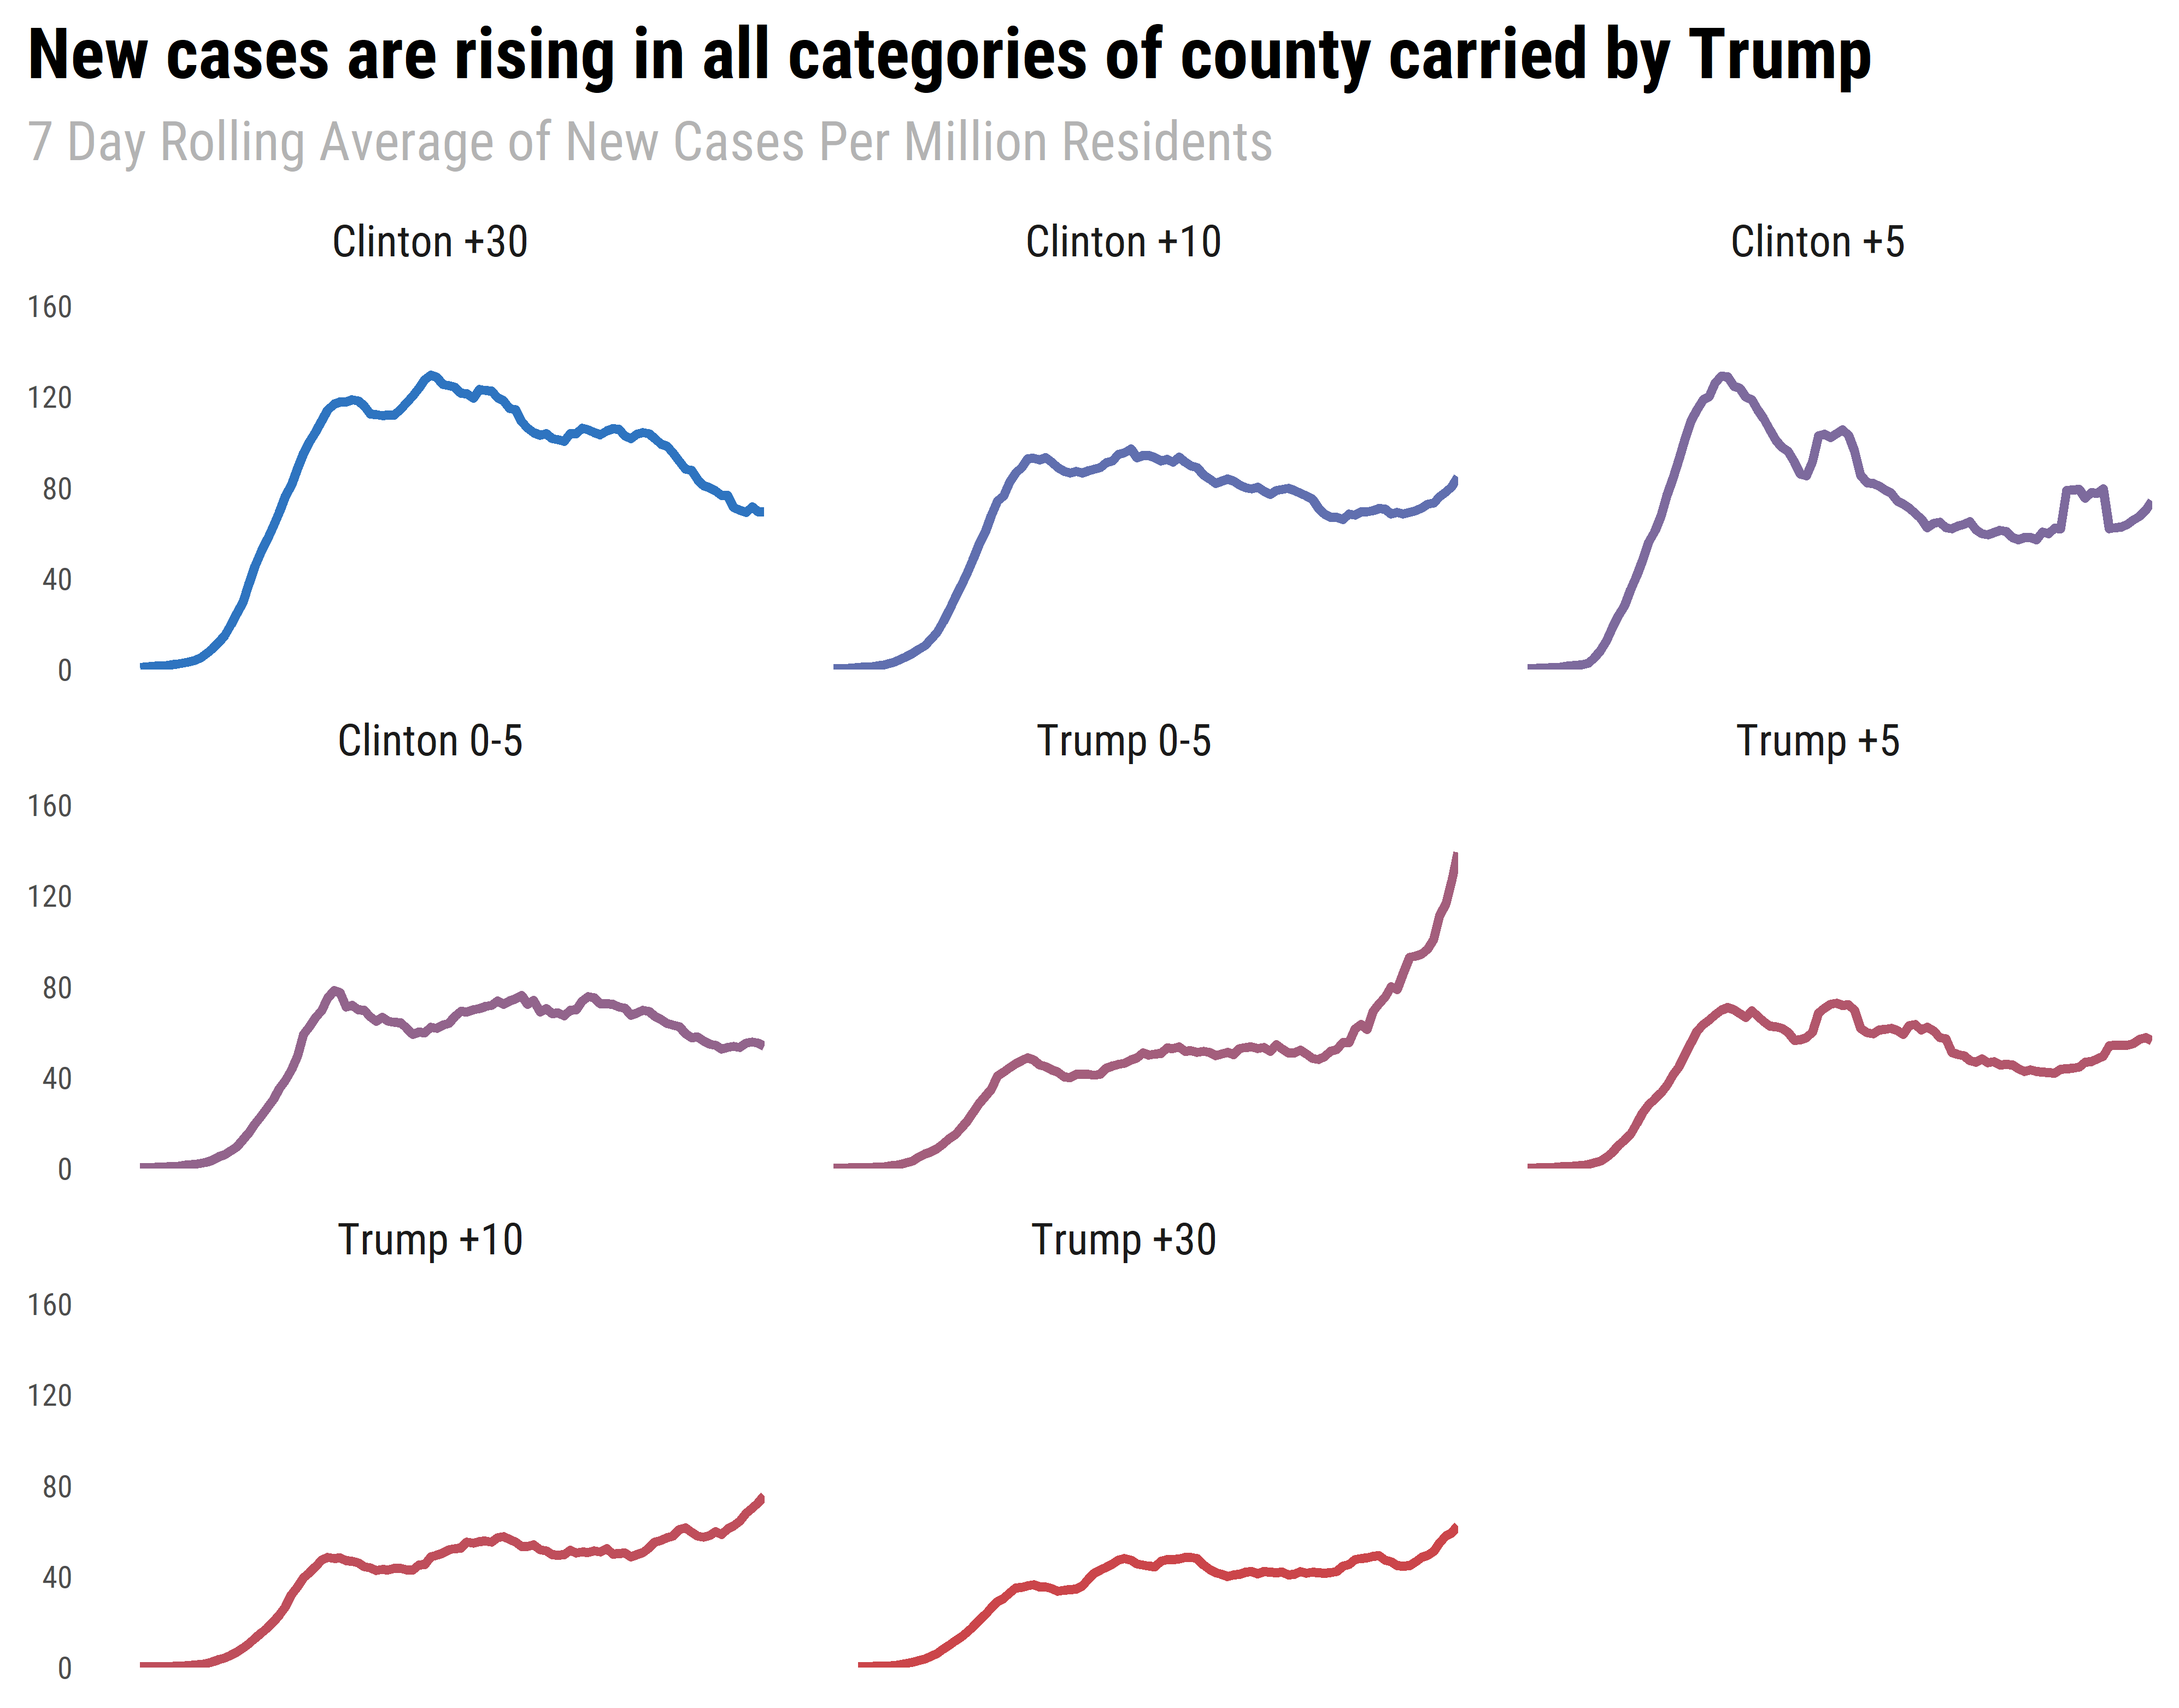 New cases are rising in all categories of county carried by Trump
7 Day Rolling Average of New Cases Per Million Residents
Clinton +30
Clinton +10
Clinton +5
160
120
80
40
0
Clinton 0-5
Trump 0-5
Trump +5
160
120
80
40
0
Trump +10
Trump +30
160
120
80
40
0